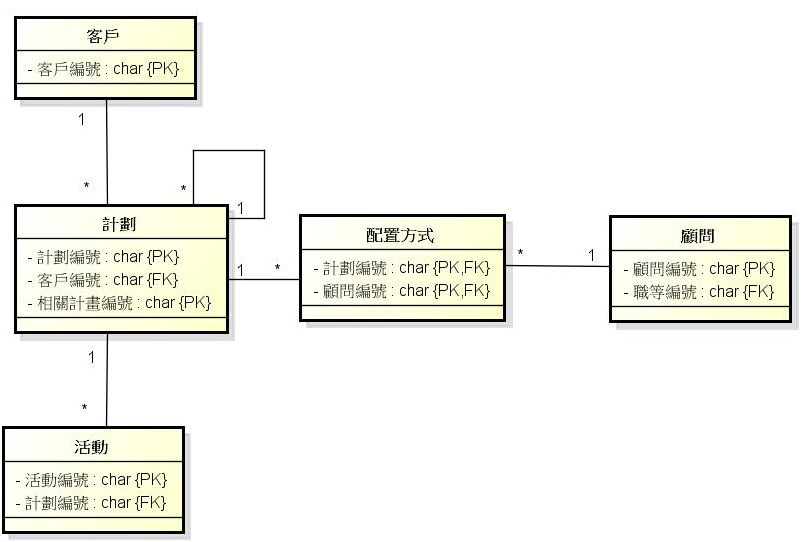 客戶
- 客戶編號 : char {PK}
1
*
*
1
計劃
- 計劃編號 : char {PK}
- 客戶編號 : char {FK}
- 相關計畫編號 : char {PK}
1
*
配置方式
- 計劃編號 : char {PK,FK}
- 顧問編號 : char {PK,FK}
*
1
顧問
- 顧問編號 : char {PK}
- 職等編號 : char {FK}
1
*
活動
- 活動編號 : char {PK}
- 計劃編號 : char {FK}